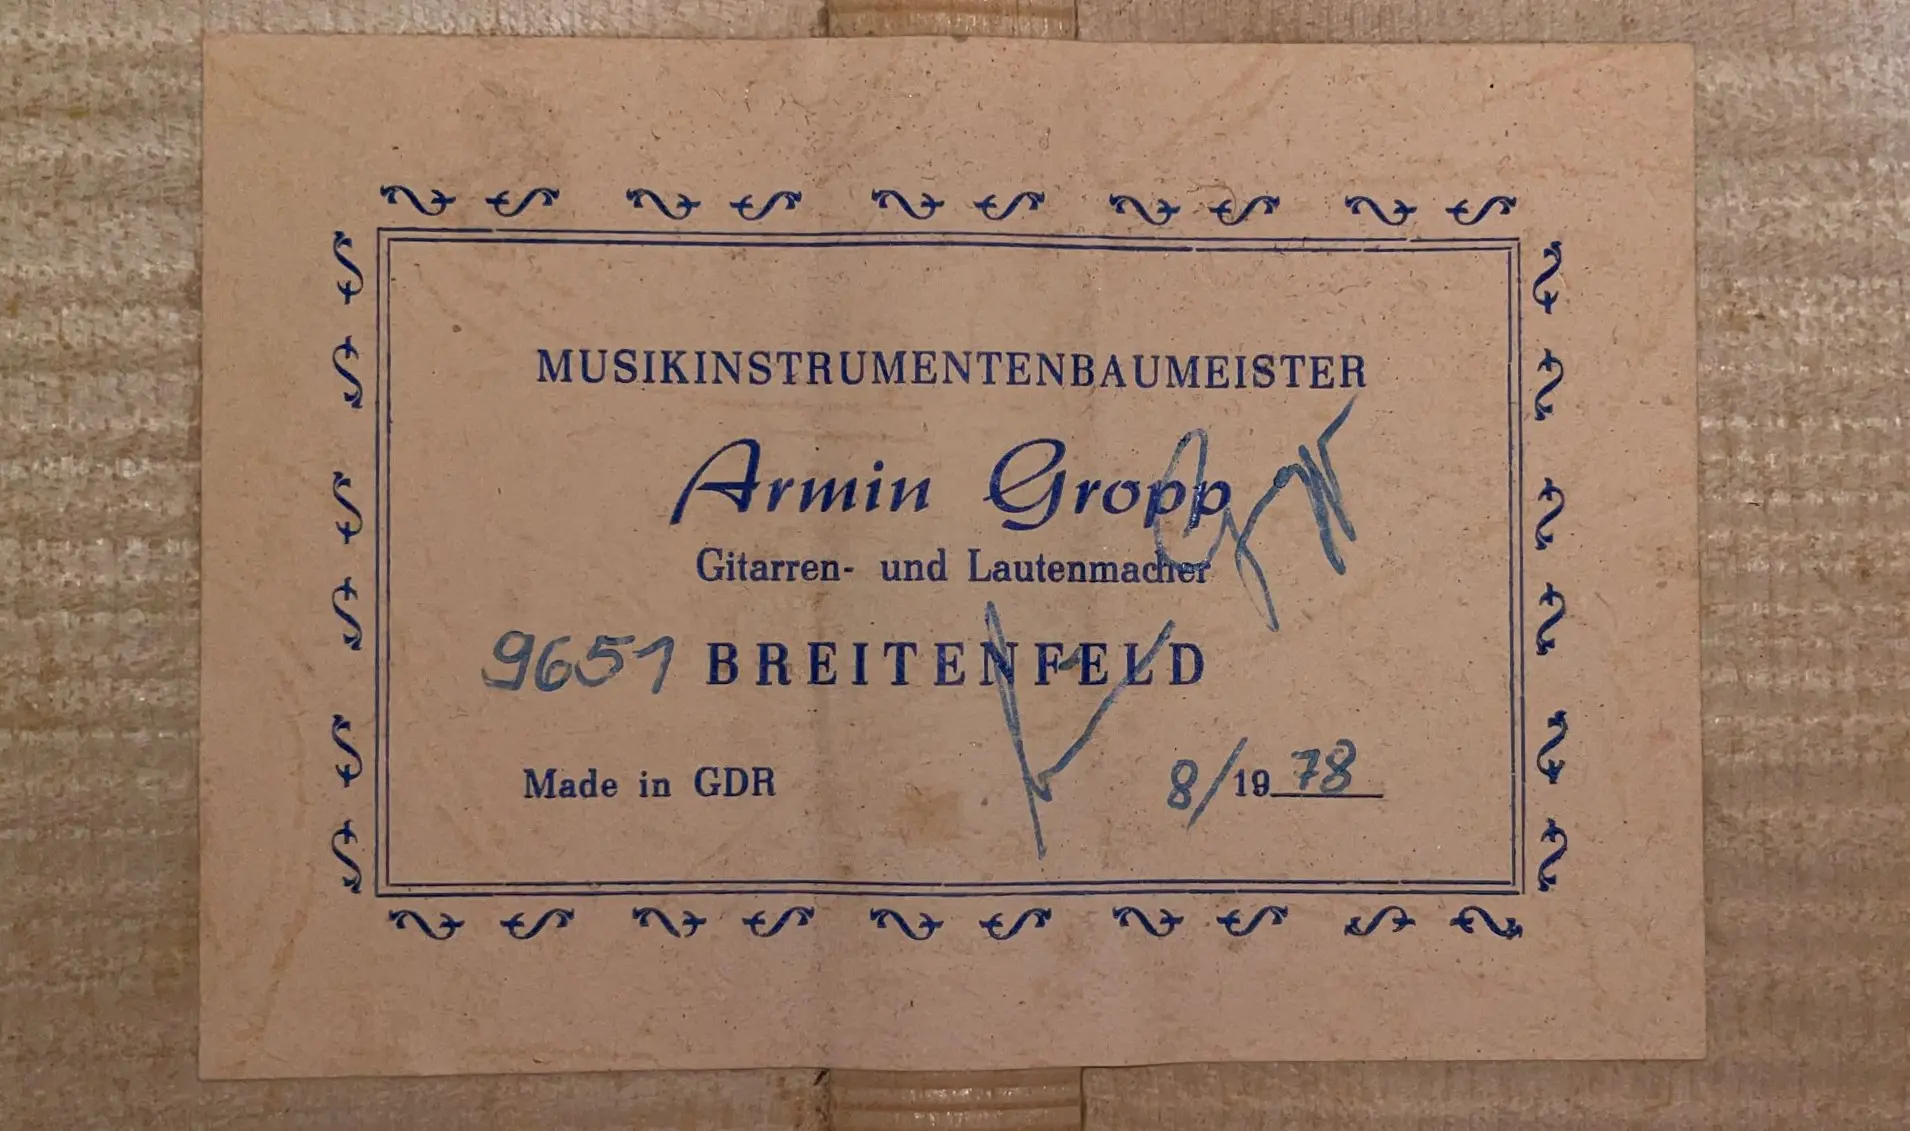 MUSIKINSTRUMENTENBAUMEISTER
Armin Gropp
Gitarren- und Lautenmacher
9651 BREITENFELD
Made in GDR 8/1978